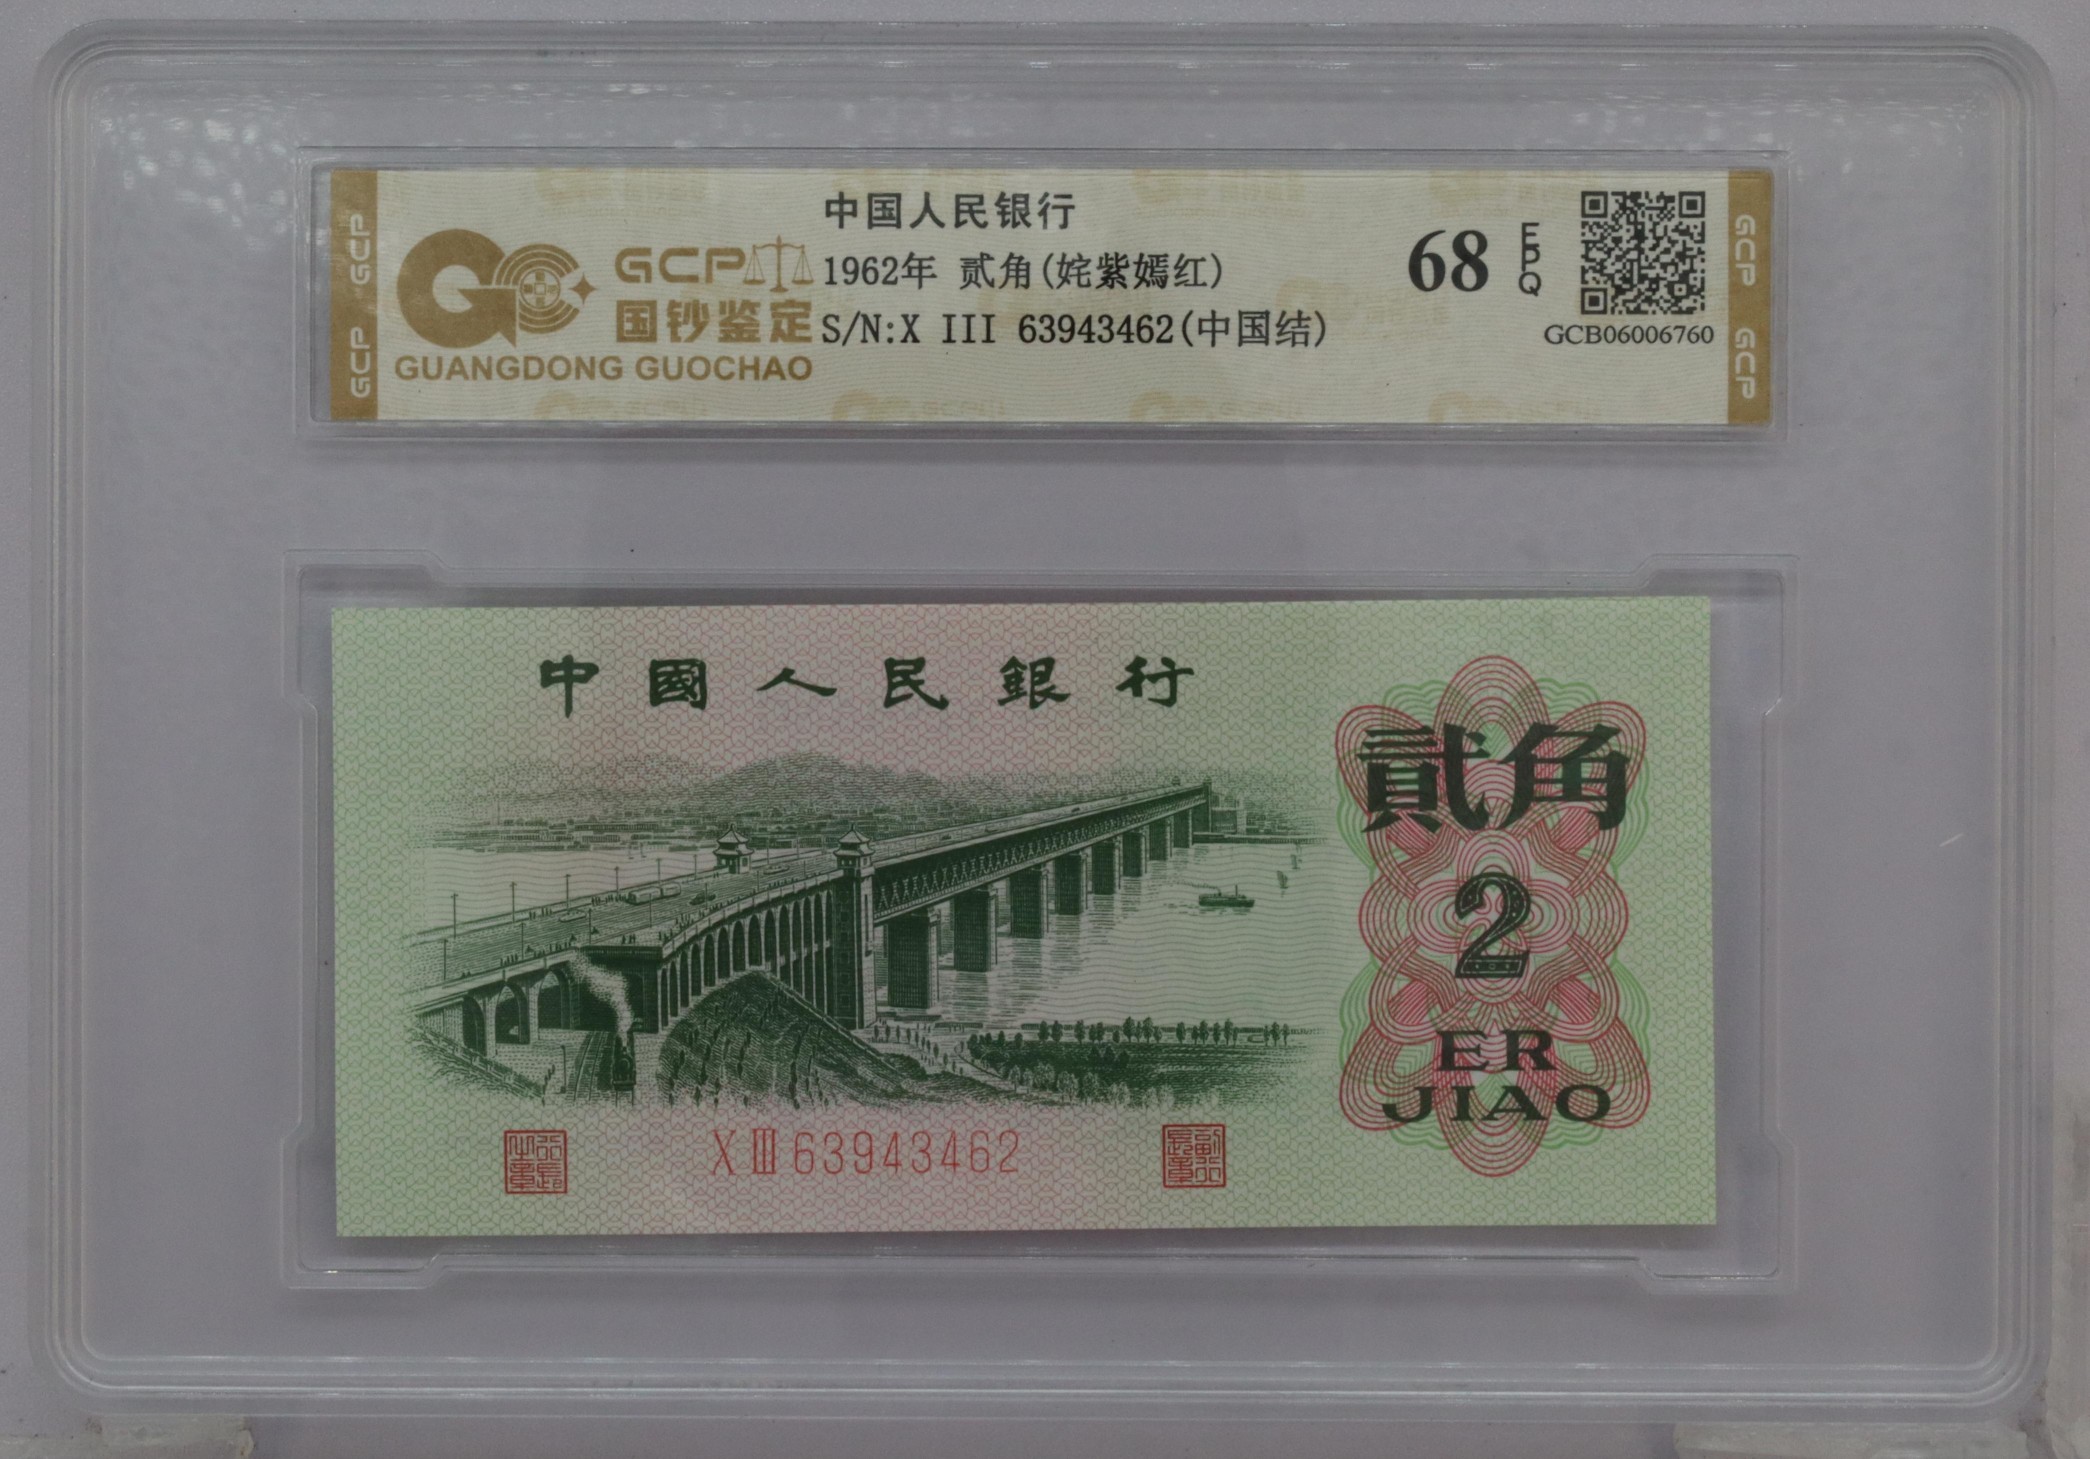 GCP GCP
GCP
国钞鉴定
GUANGDONG GUOCHAO
中国人民银行
1962年 贰角(姹紫嫣红)
S/N:X III 63943462(中国结)
68 EPQ
GCB06006760
GCP GCP
中國人民銀行
貳角
2
ER
JIAO
X III 63943462